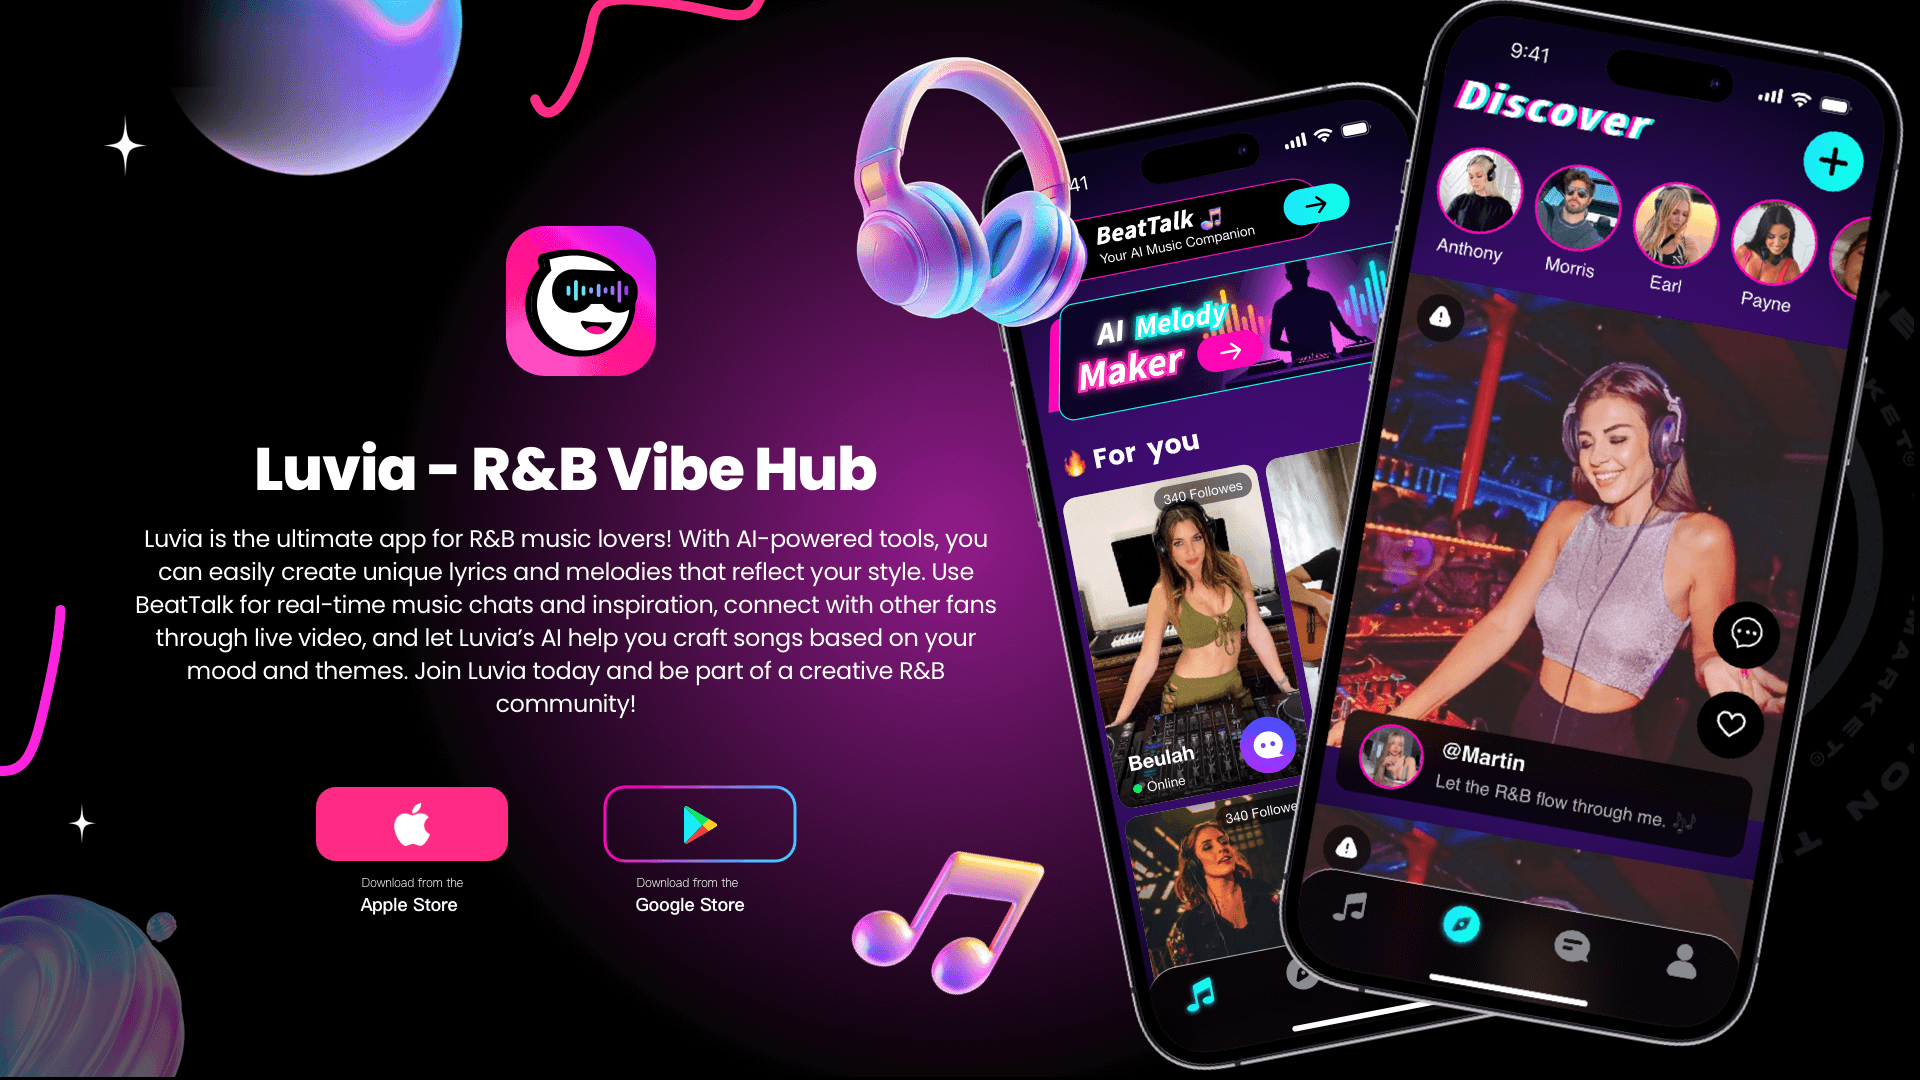 Luvia - R&B Vibe Hub
Luvia is the ultimate app for R&B music lovers! With AI-powered tools, you
can easily create unique lyrics and melodies that reflect your style. Use
BeatTalk for real-time music chats and inspiration, connect with other fans
through live video, and let Luvia's AI help you craft songs based on your
mood and themes. Join Luvia today and be part of a creative R&B
community!
Download from the
Apple Store
Download from the
Google Store
41
BeatTalk
Your AI Music Companion
AI Melody
Maker
For you
340 Followes
Beulah
Online
340 Followe
9:41
Discover
Anthony
Morris
Earl
Payne
@Martin
Let the R&B flow through me.